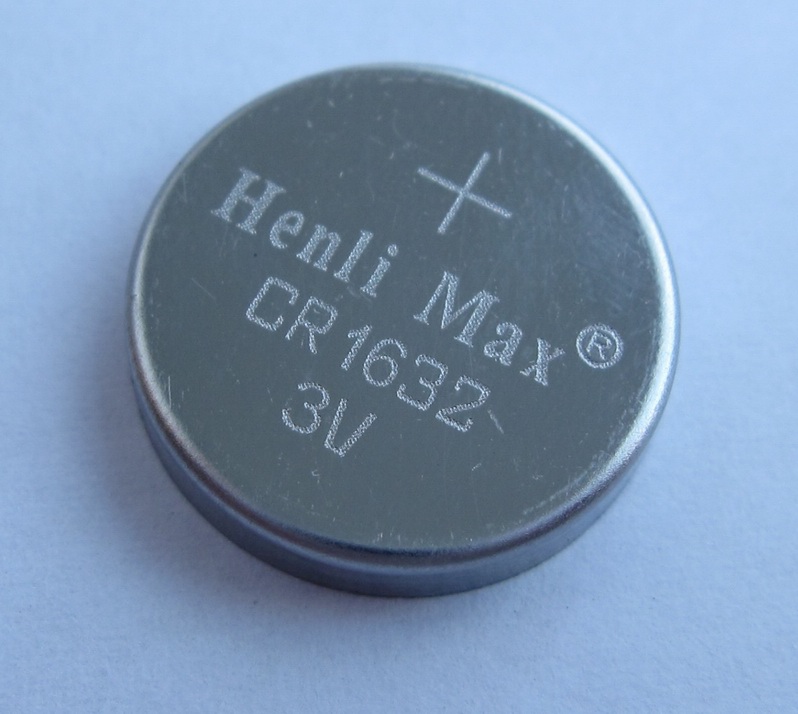 +
Henli Max®
CR1632
3V